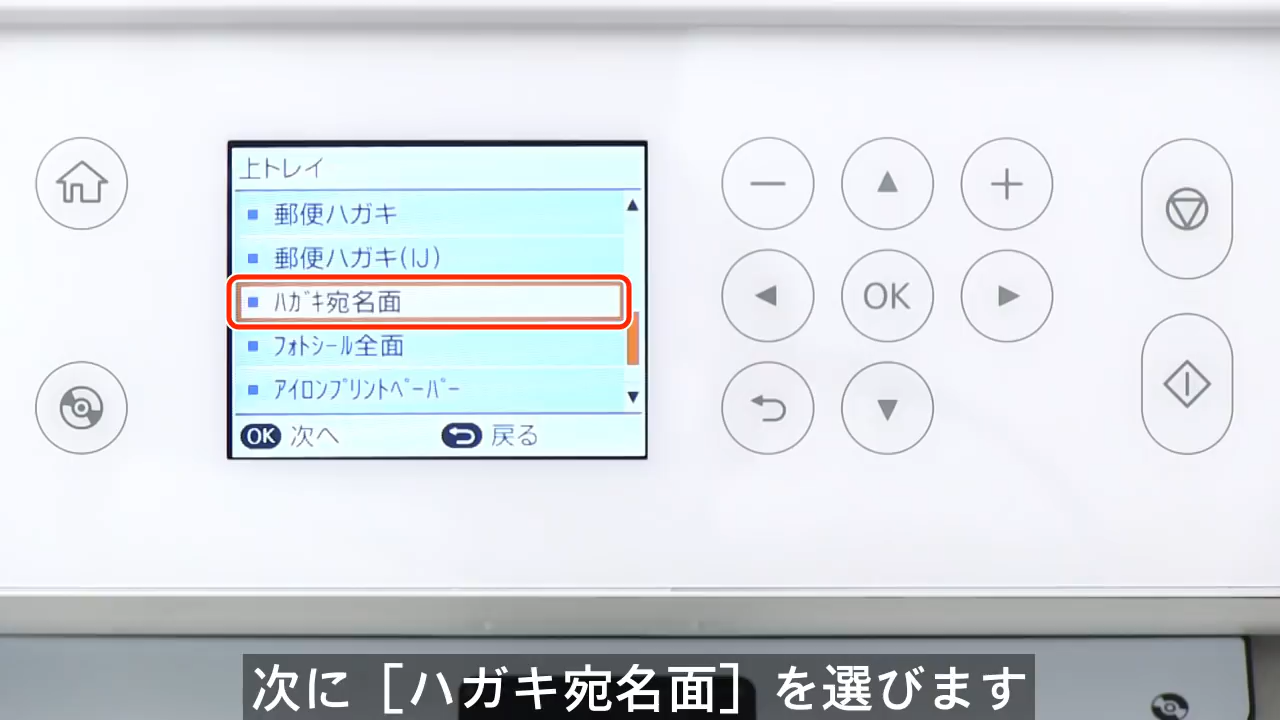 上トレイ
郵便ハガキ
郵便ハガキ(IJ)
ﾊｶﾞｷ宛名面
ﾌｫﾄｼｰﾙ全面
ｱｲﾛﾝﾌﾟﾘﾝﾄﾍﾟｰﾊﾟｰ
OK 次へ 戻る
OK
次に［ハガキ宛名面］を選びます